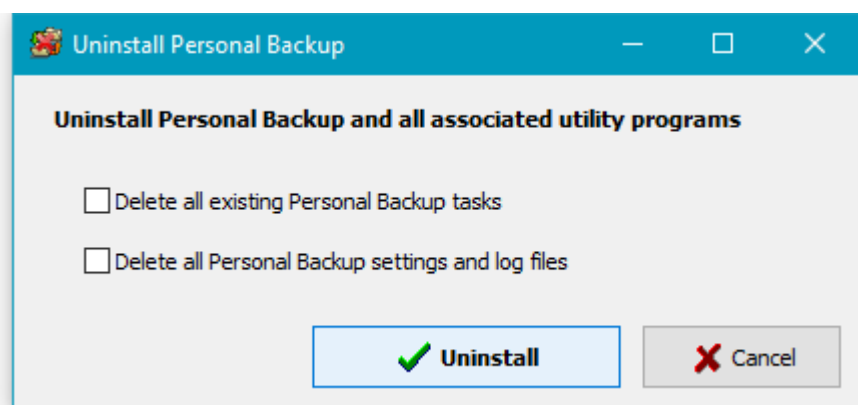 Uninstall Personal Backup
Uninstall Personal Backup and all associated utility programs
Delete all existing Personal Backup tasks
Delete all Personal Backup settings and log files
Uninstall
Cancel